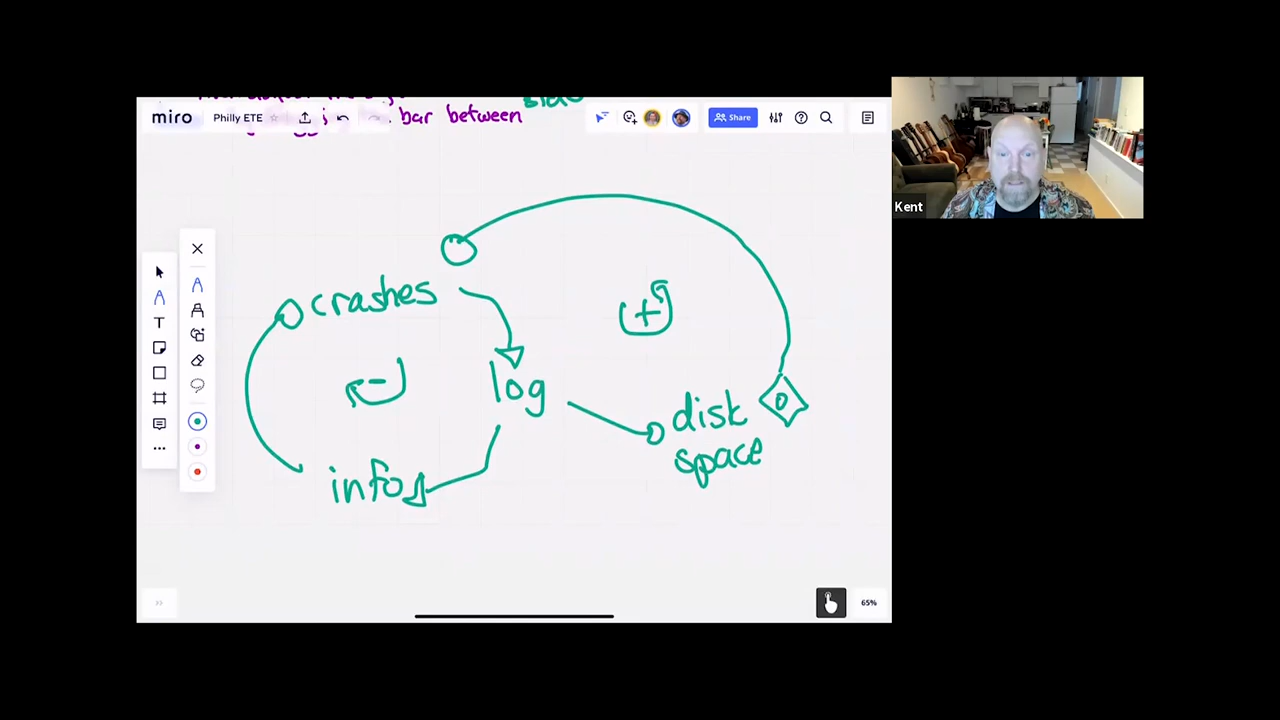 bar between
miro
Philly ETE
Share
Kent
crashes
log
disk
space
info
+
-
T
65%